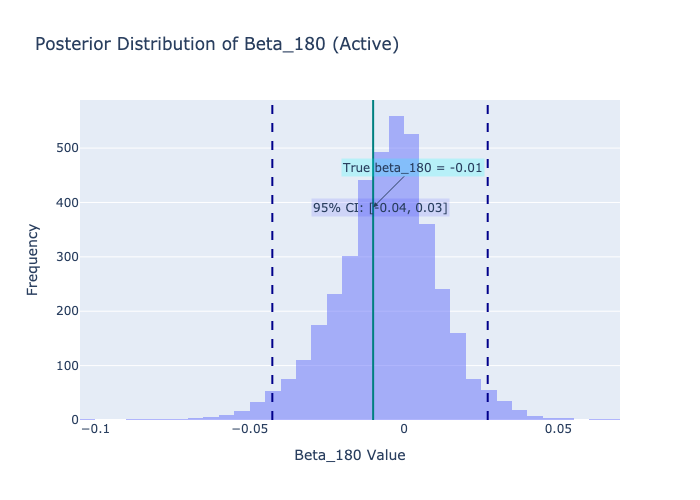 Posterior Distribution of Beta_180 (Active)
500
400
300
200
100
0
Frequency
True beta_180 = -0.01
95% CI: [-0.04, 0.03]
−0.1
−0.05
0
0.05
Beta_180 Value